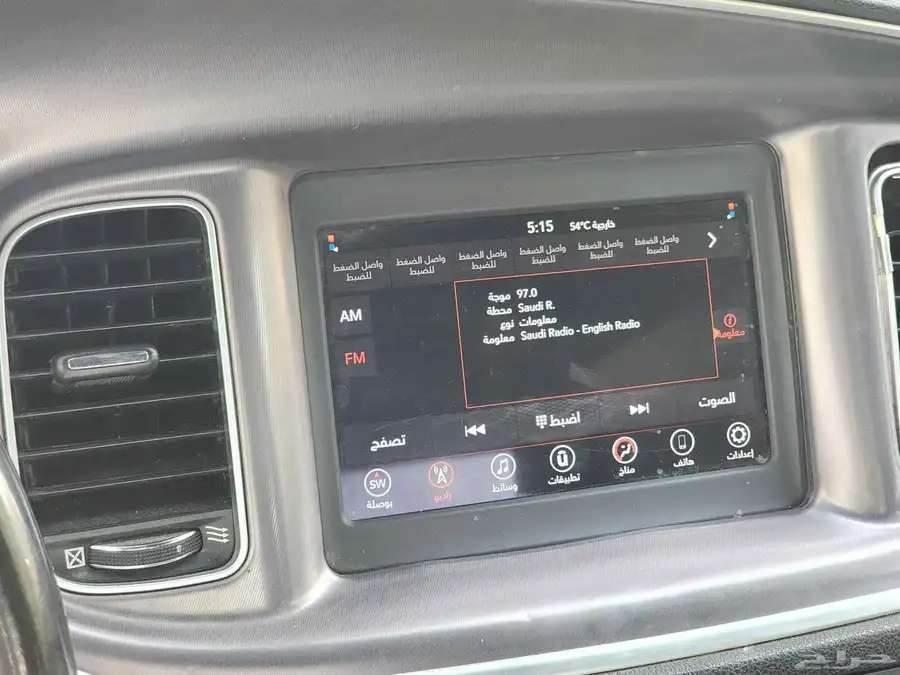 5:15 54°C خارجية
واصل الضغط للضبط
واصل الضغط للضبط
واصل الضغط للضبط
واصل الضغط للضبط
واصل الضغط للضبط
واصل الضغط للضبط
AM
FM
موجة 97.0
محطة Saudi R.
نوع معلومات
معلومة Saudi Radio - English Radio
معلومة
تصفح
اضبط
الصوت
SW
بوصلة
راديو
وسائط
تطبيقات
مناخ
هاتف
إعدادات
حراج